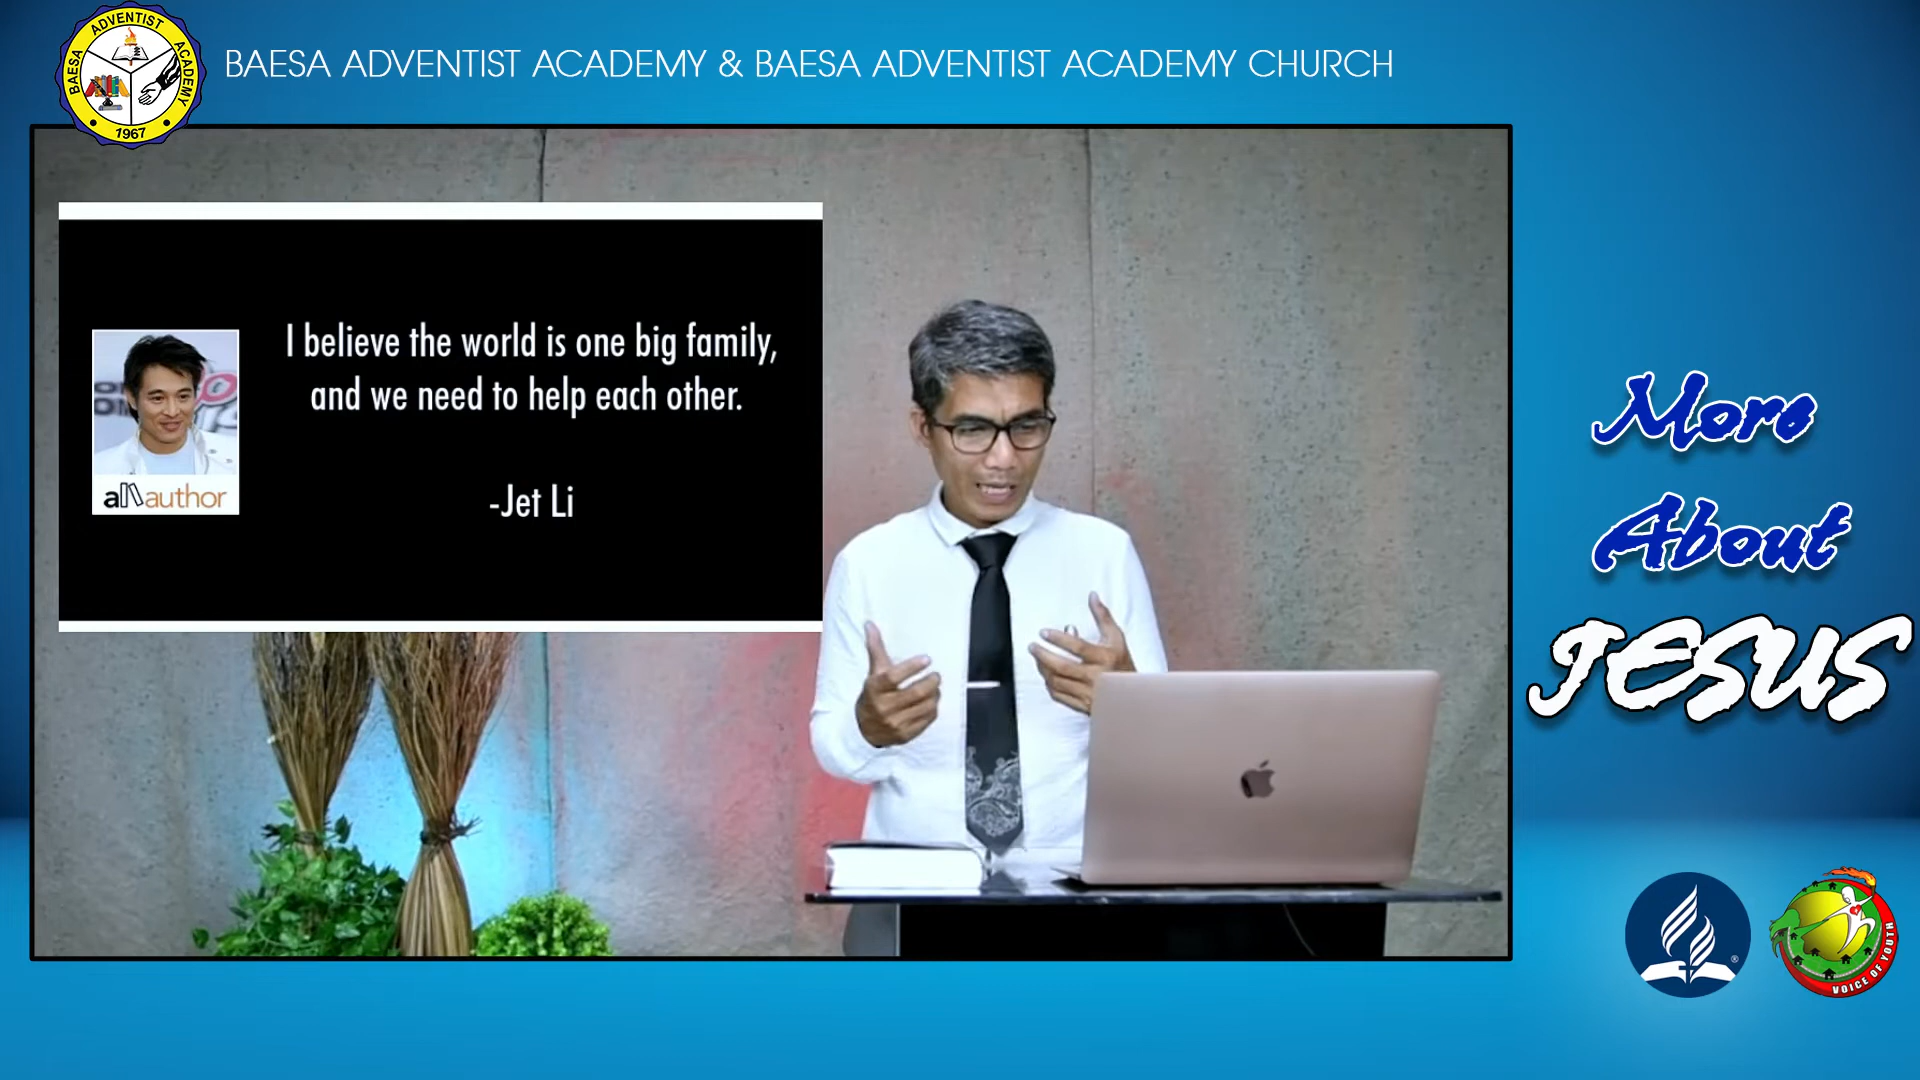 BAESA ADVENTIST ACADEMY
1967
BAESA ADVENTIST ACADEMY & BAESA ADVENTIST ACADEMY CHURCH
I believe the world is one big family,
and we need to help each other.
-Jet Li
allauthor
More
About
JESUS
®
VOICE OF YOUTH